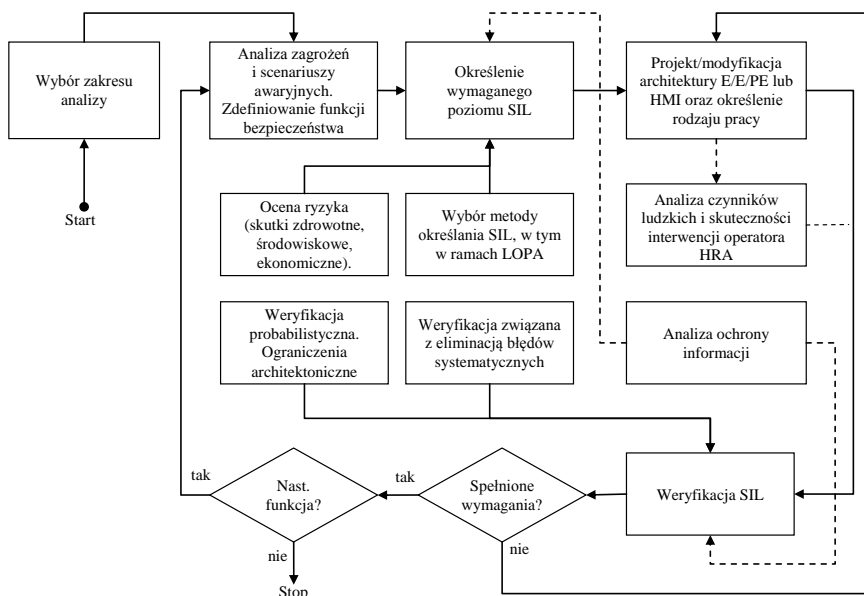 Wybór zakresu
analizy
Start
Analiza zagrożeń
i scenariuszy
awaryjnych.
Zdefiniowanie funkcji
bezpieczeństwa
Określenie
wymaganego
poziomu SIL
Projekt/modyfikacja
architektury E/E/PE lub
HMI oraz określenie
rodzaju pracy
Ocena ryzyka
(skutki zdrowotne,
środowiskowe,
ekonomiczne).
Wybór metody
określania SIL, w tym
w ramach LOPA
Analiza czynników
ludzkich i skuteczności
interwencji operatora
HRA
Weryfikacja
probabilistyczna.
Ograniczenia
architektoniczne
Weryfikacja związana
z eliminacją błędów
systematycznych
Analiza ochrony
informacji
tak
Nast.
funkcja?
nie
Stop
tak
Spełnione
wymagania?
nie
Weryfikacja SIL